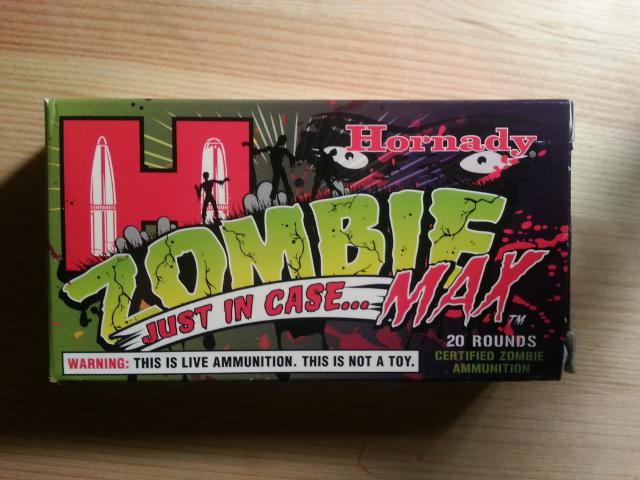 H
Hornady®
ZOMBIE
JUST IN CASE...
MAX™
20 ROUNDS
CERTIFIED ZOMBIE
AMMUNITION
WARNING: THIS IS LIVE AMMUNITION. THIS IS NOT A TOY.